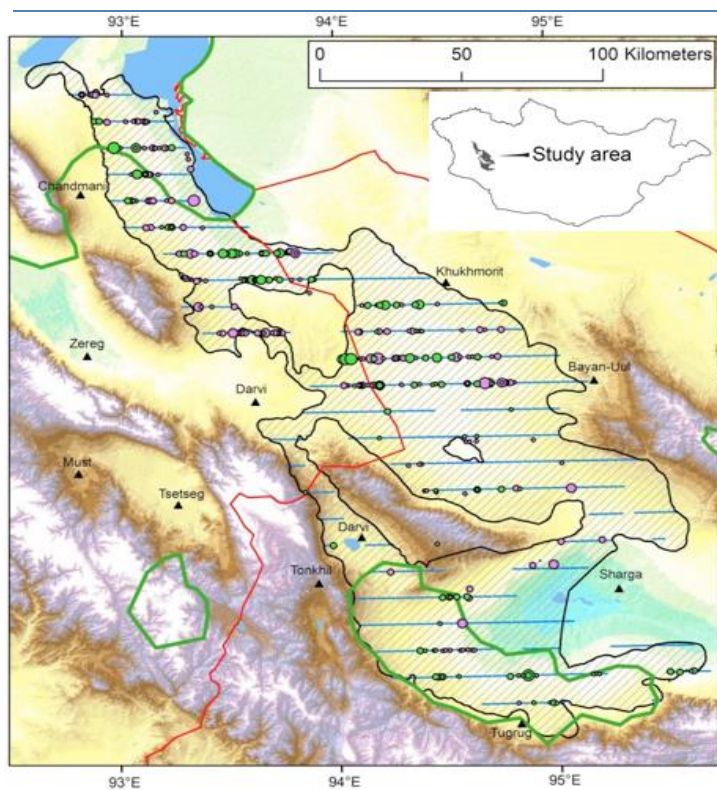 93°E 94°E 95°E
0 50 100 Kilometers
Study area
Chandmani
Khukhmorit
Zereg
Bayan-Uul
Darvi
Must
Tsetseg
Darvi
Tonkhil
Sharga
Tugrug
93°E 94°E 95°E